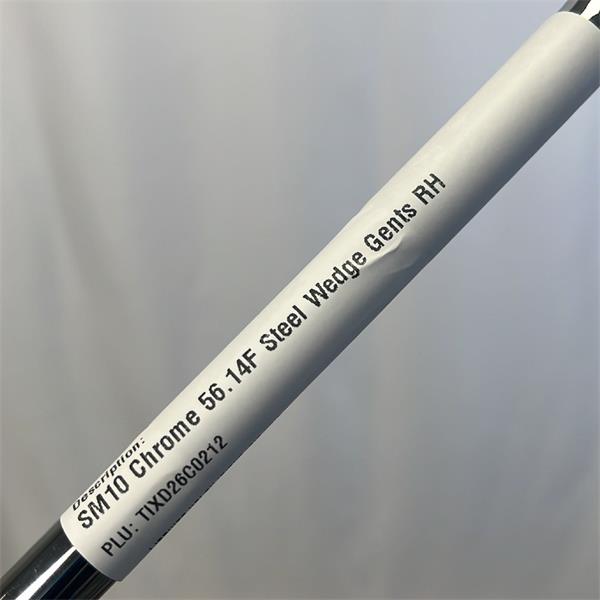 Description:
SM10 Chrome 56.14F Steel Wedge Gents RH
PLU: TIXD26C0212